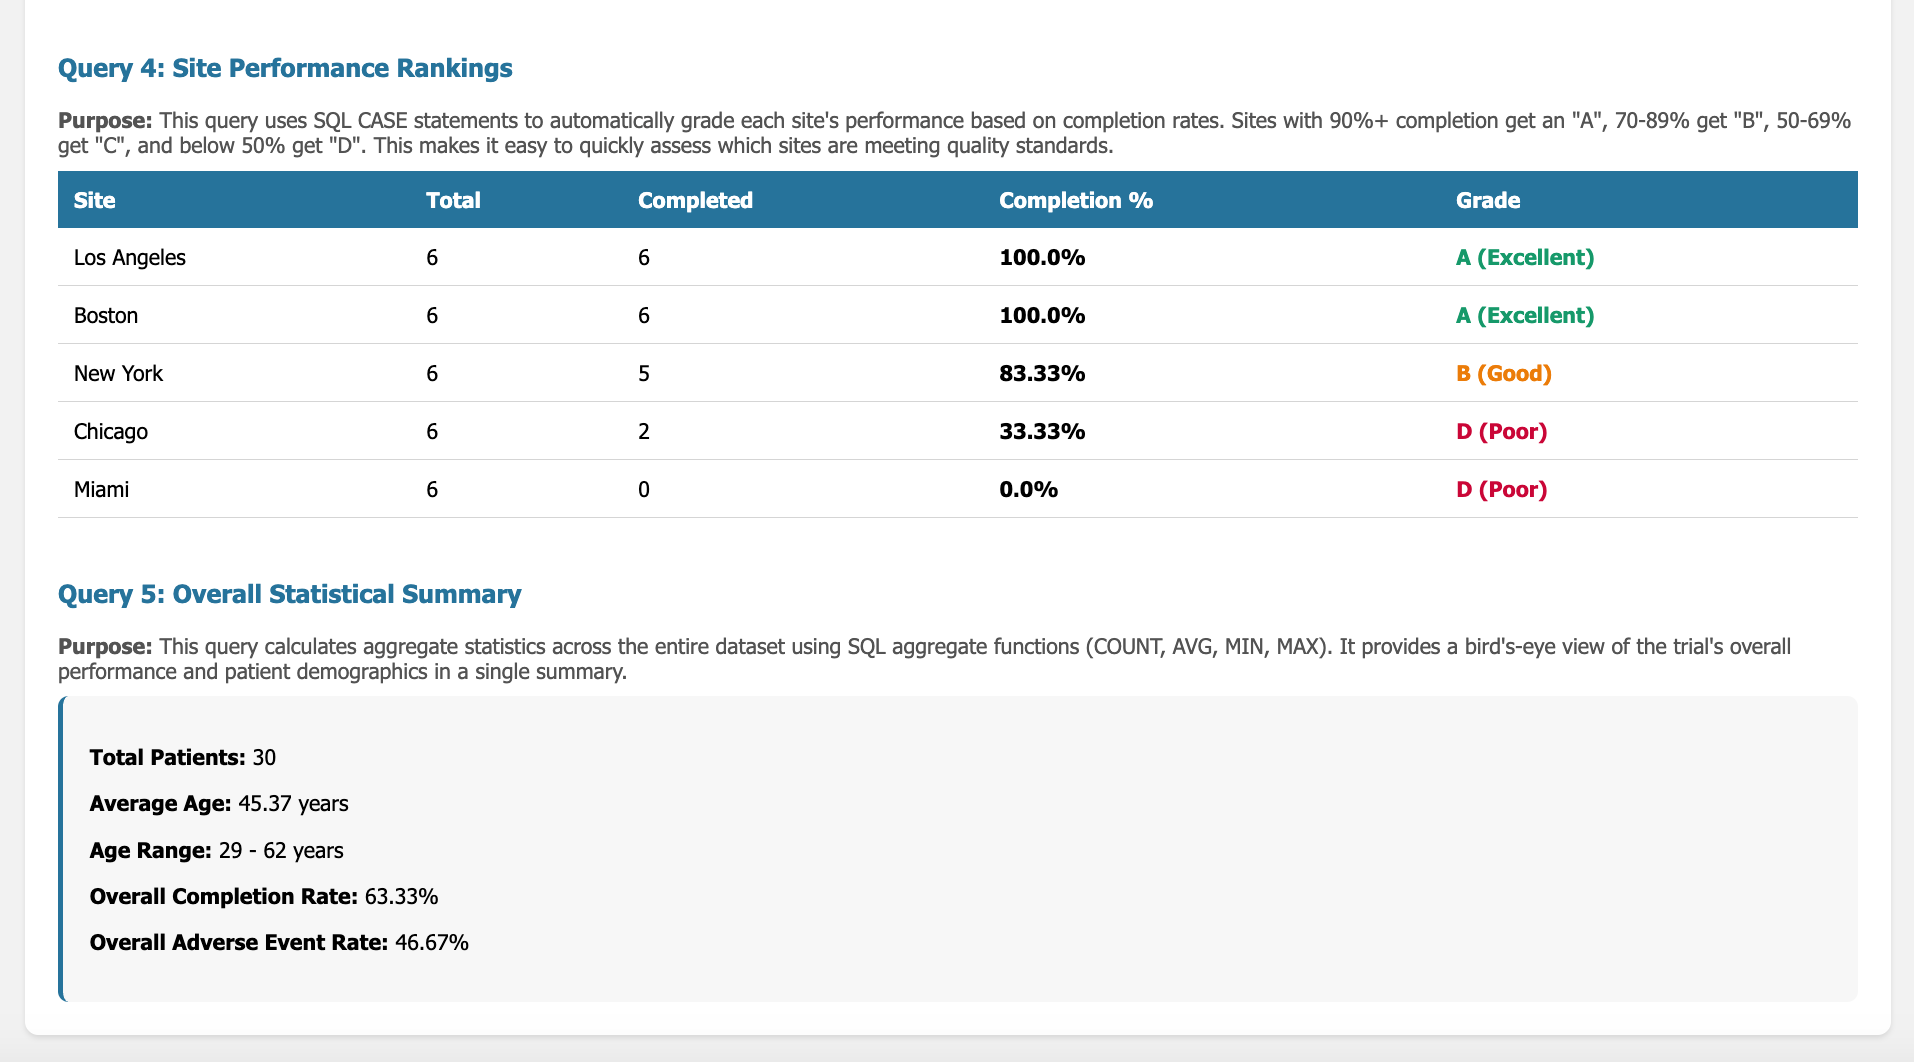 Query 4: Site Performance Rankings
Purpose: This query uses SQL CASE statements to automatically grade each site's performance based on completion rates. Sites with 90%+ completion get an "A", 70-89% get "B", 50-69%
get "C", and below 50% get "D". This makes it easy to quickly assess which sites are meeting quality standards.
Site Total Completed Completion % Grade
Los Angeles 6 6 100.0% A (Excellent)
Boston 6 6 100.0% A (Excellent)
New York 6 5 83.33% B (Good)
Chicago 6 2 33.33% D (Poor)
Miami 6 0 0.0% D (Poor)
Query 5: Overall Statistical Summary
Purpose: This query calculates aggregate statistics across the entire dataset using SQL aggregate functions (COUNT, AVG, MIN, MAX). It provides a bird's-eye view of the trial's overall
performance and patient demographics in a single summary.
Total Patients: 30
Average Age: 45.37 years
Age Range: 29 - 62 years
Overall Completion Rate: 63.33%
Overall Adverse Event Rate: 46.67%